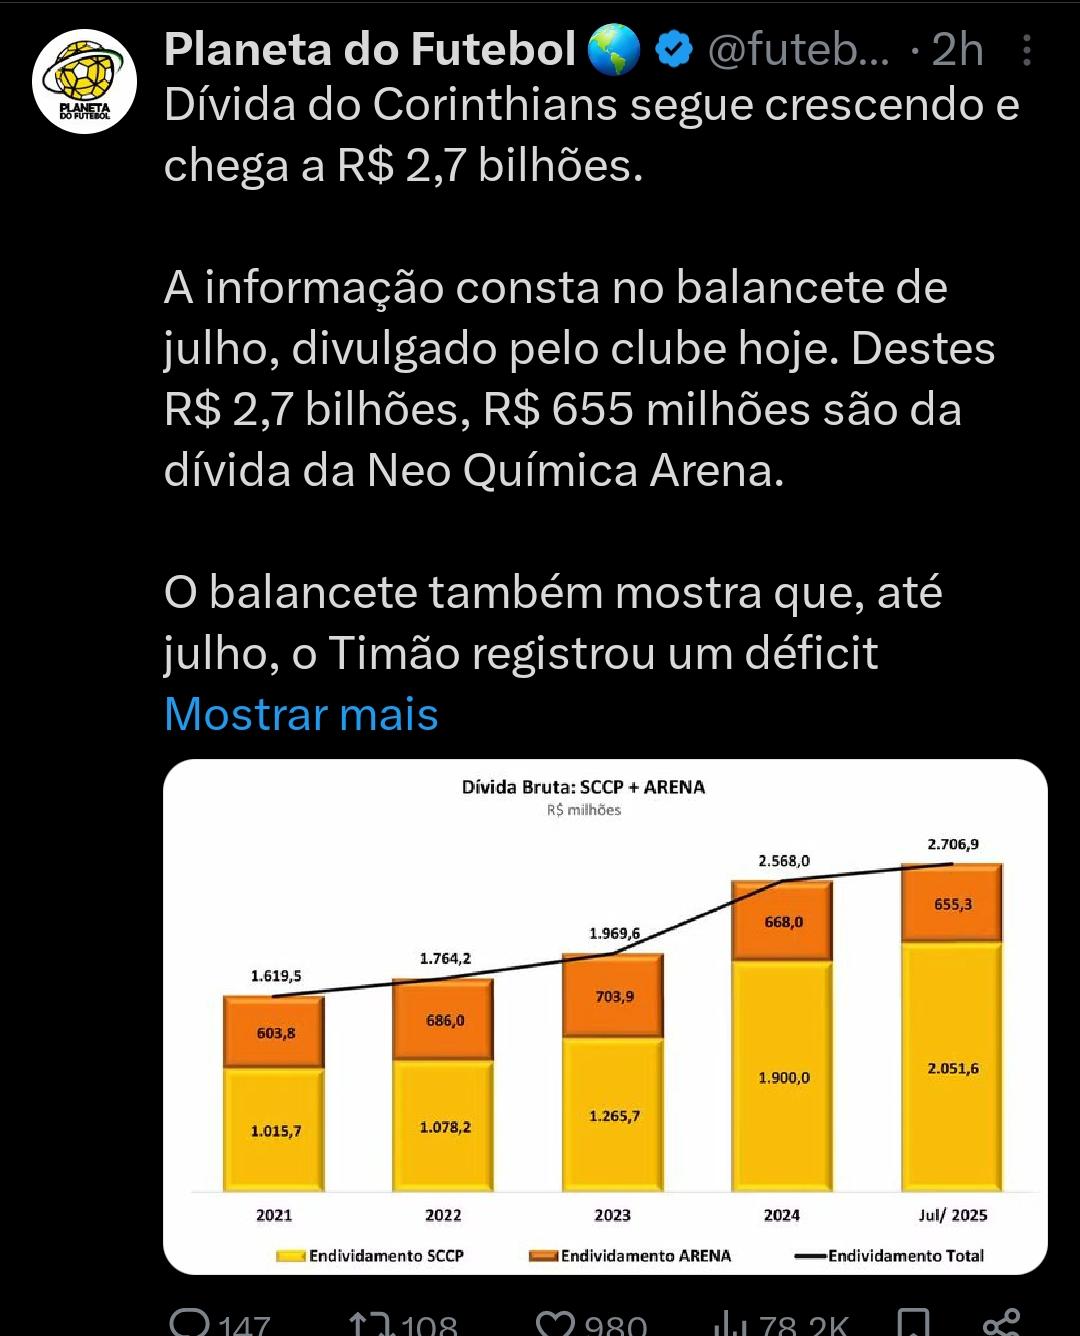 Planeta do Futebol 🌎 @futeb... · 2h
PLANETA
DO FUTEBOL
Dívida do Corinthians segue crescendo e
chega a R$ 2,7 bilhões.
A informação consta no balancete de
julho, divulgado pelo clube hoje. Destes
R$ 2,7 bilhões, R$ 655 milhões são da
dívida da Neo Química Arena.
O balancete também mostra que, até
julho, o Timão registrou um déficit
Mostrar mais
Dívida Bruta: SCCP + ARENA
R$ milhões
1.619,5 1.764,2 1.969,6 2.568,0 2.706,9
603,8 686,0 703,9 668,0 655,3
1.015,7 1.078,2 1.265,7 1.900,0 2.051,6
2021 2022 2023 2024 Jul/ 2025
Endividamento SCCP Endividamento ARENA Endividamento Total
147 108 980 78,2K